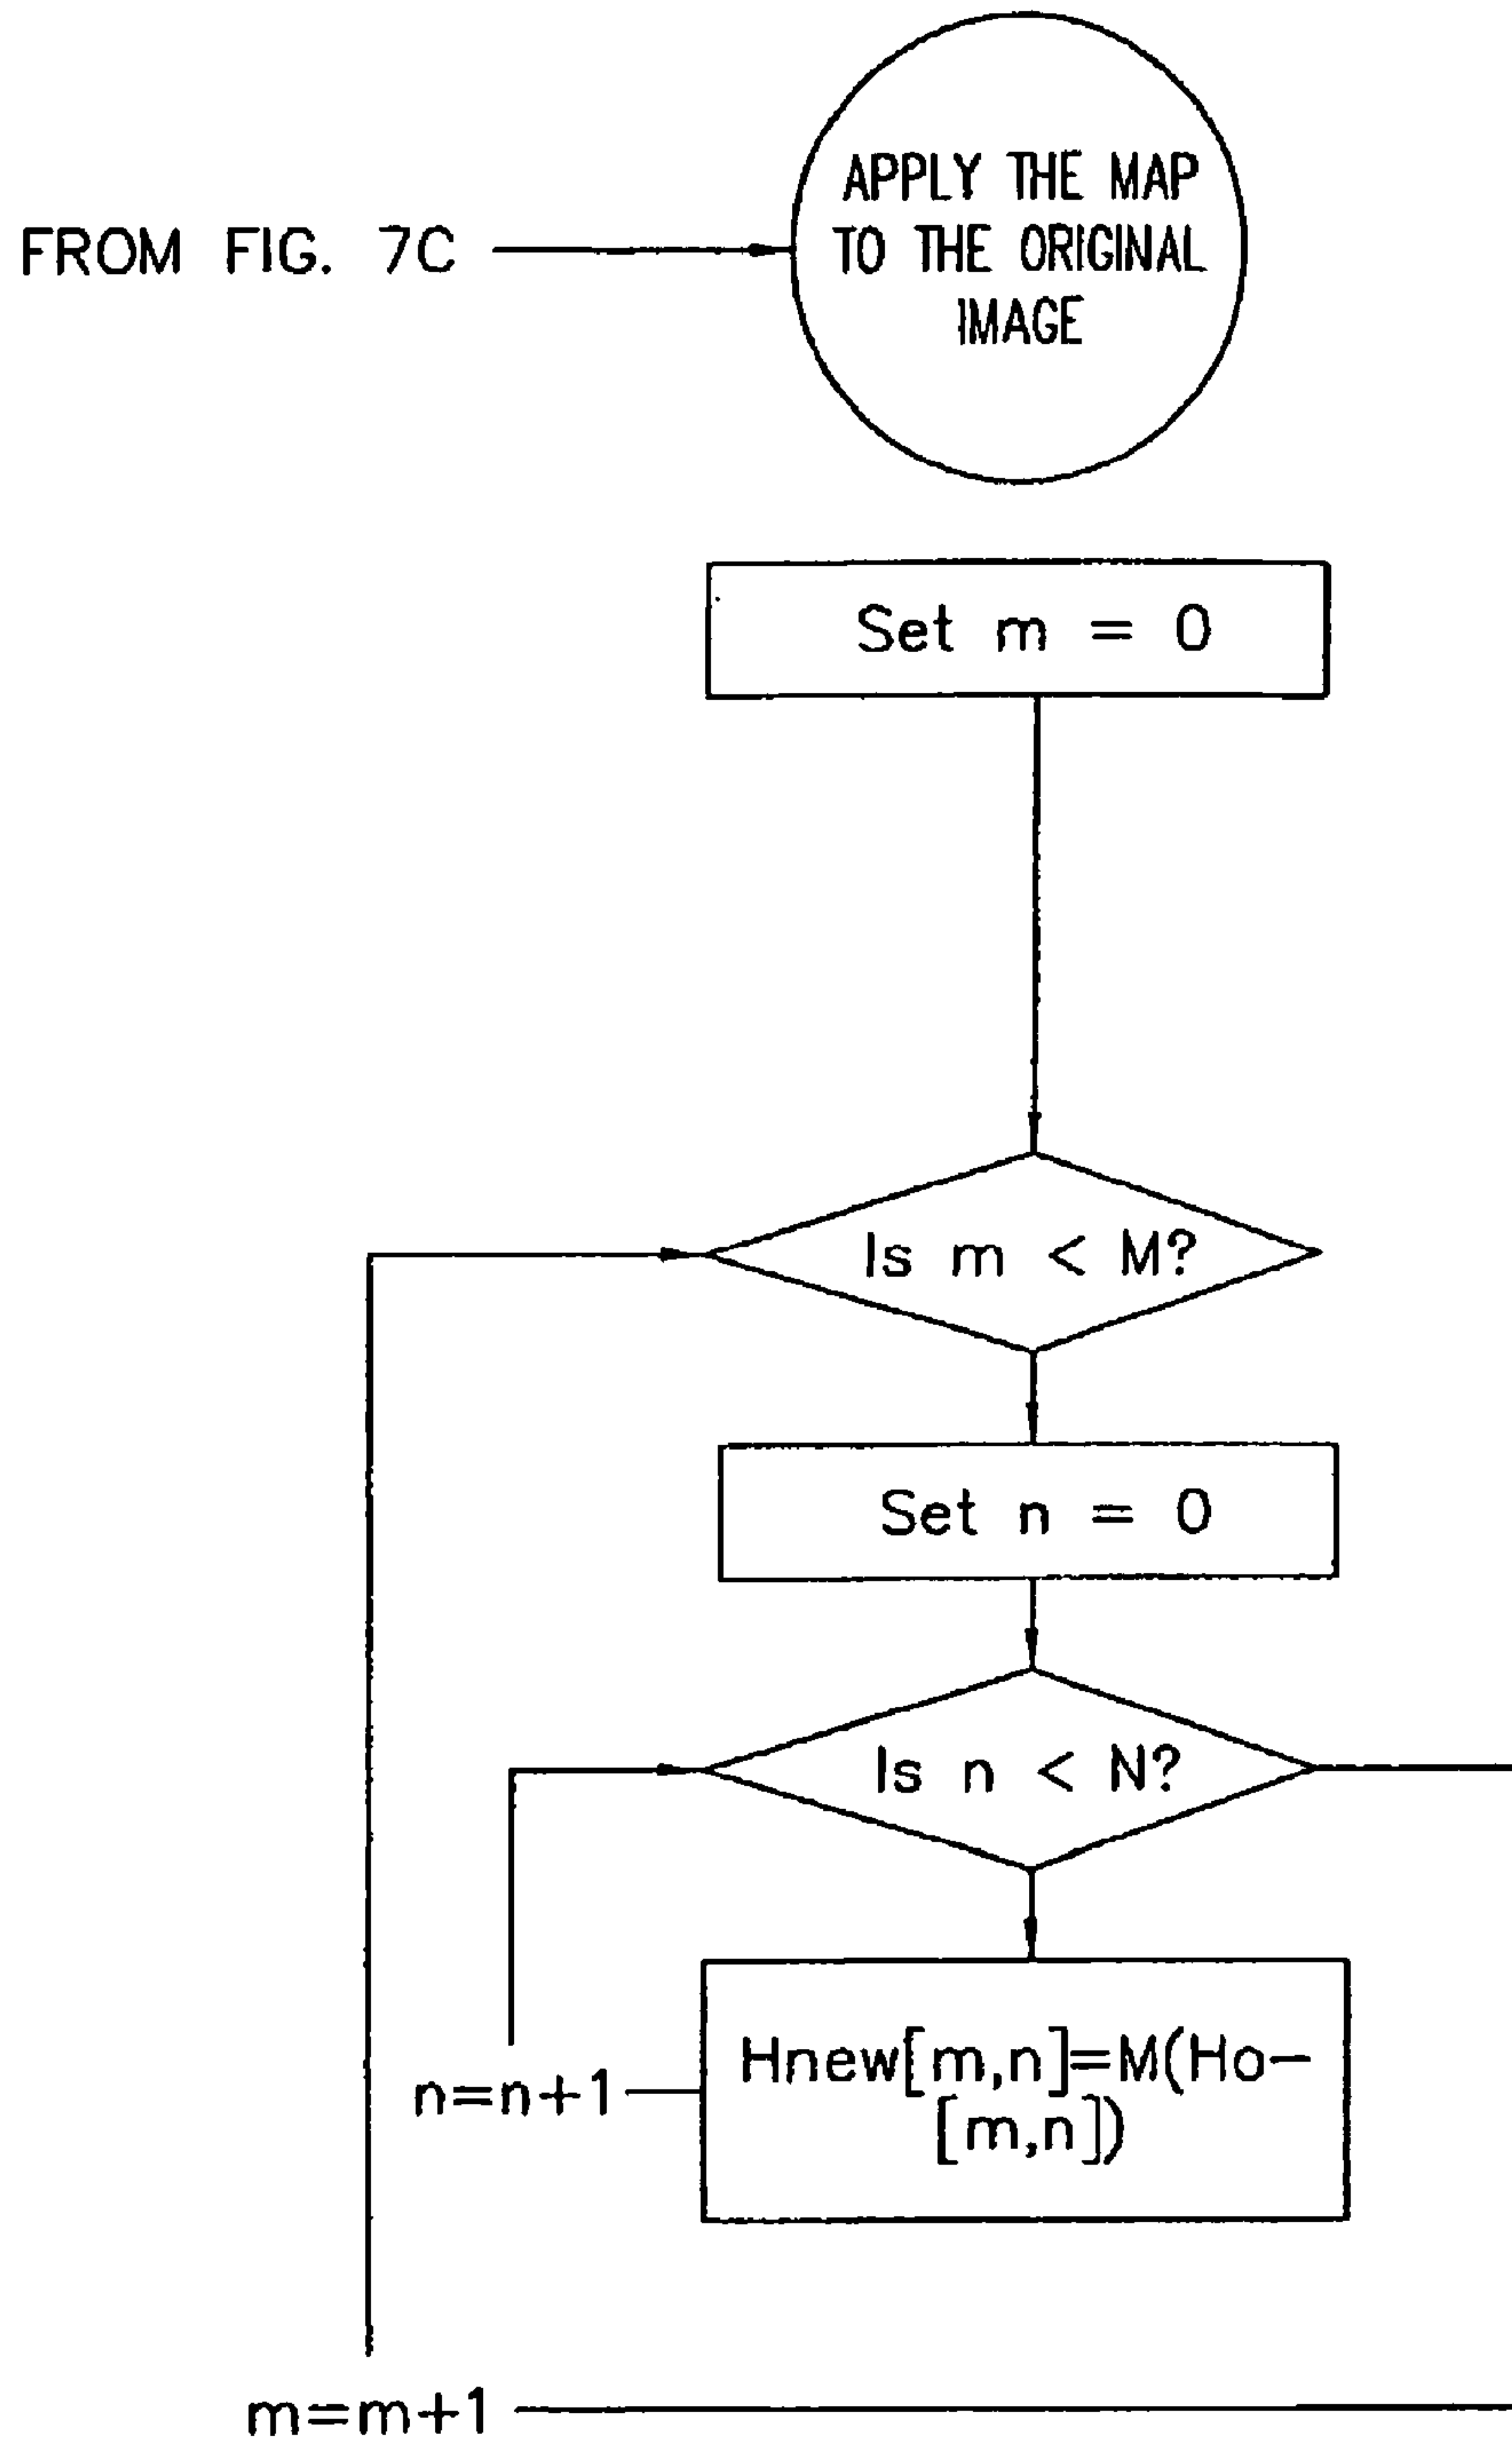 FROM FIG. 7C
APPLY THE MAP
TO THE ORIGINAL
IMAGE
Set m = 0
Is m < M?
Set n = 0
Is n < N?
Hnew[m,n]=M(Ho-
[m,n])
n=n+1
m=m+1